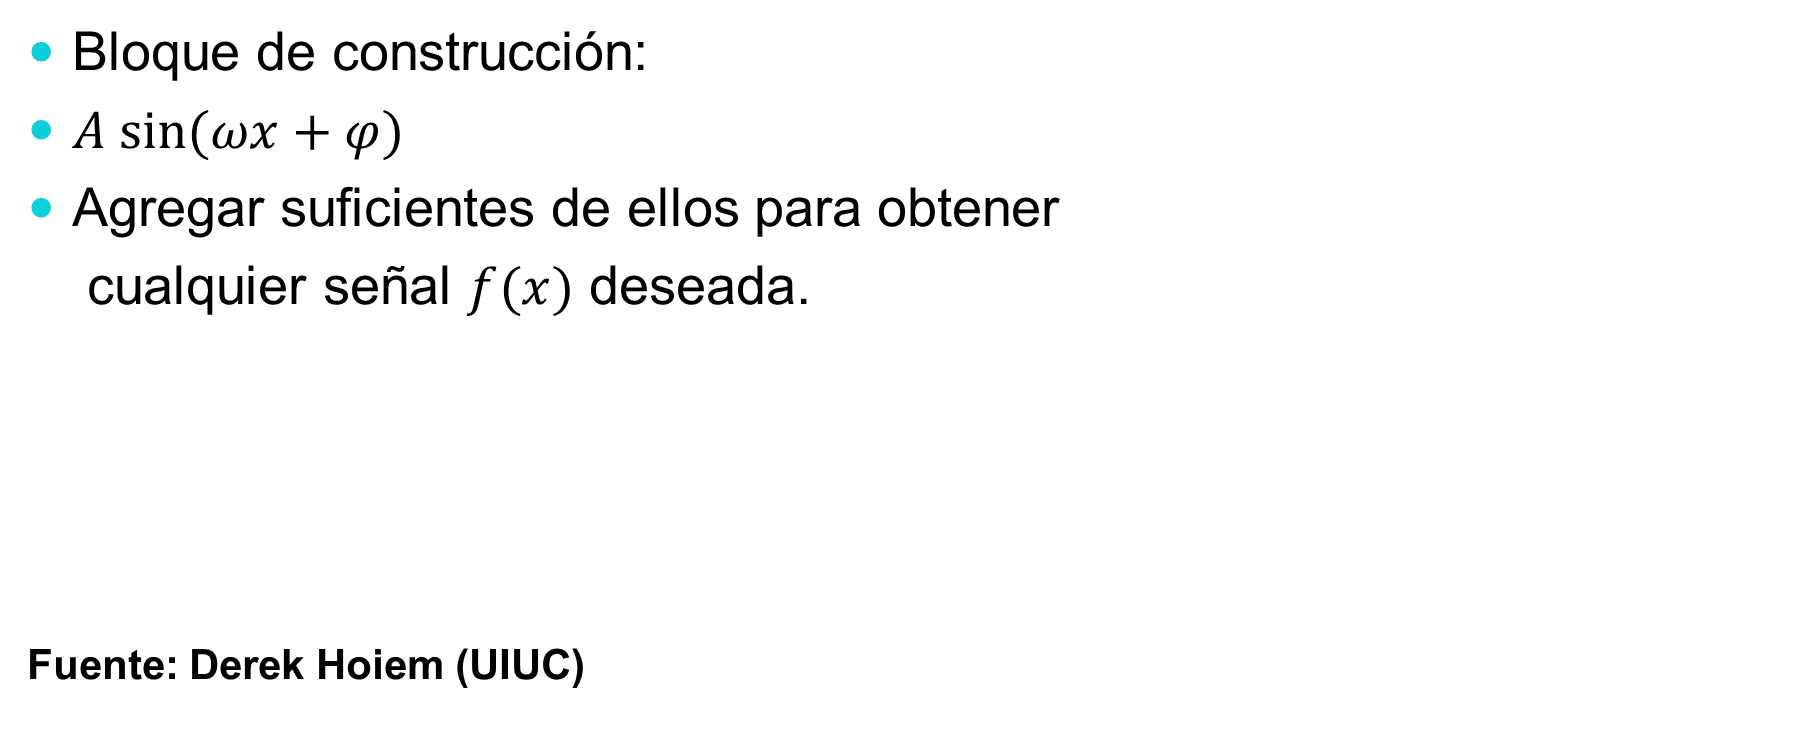 • Bloque de construcción:
• A sin(ωx + φ)
• Agregar suficientes de ellos para obtener
cualquier señal f(x) deseada.
Fuente: Derek Hoiem (UIUC)